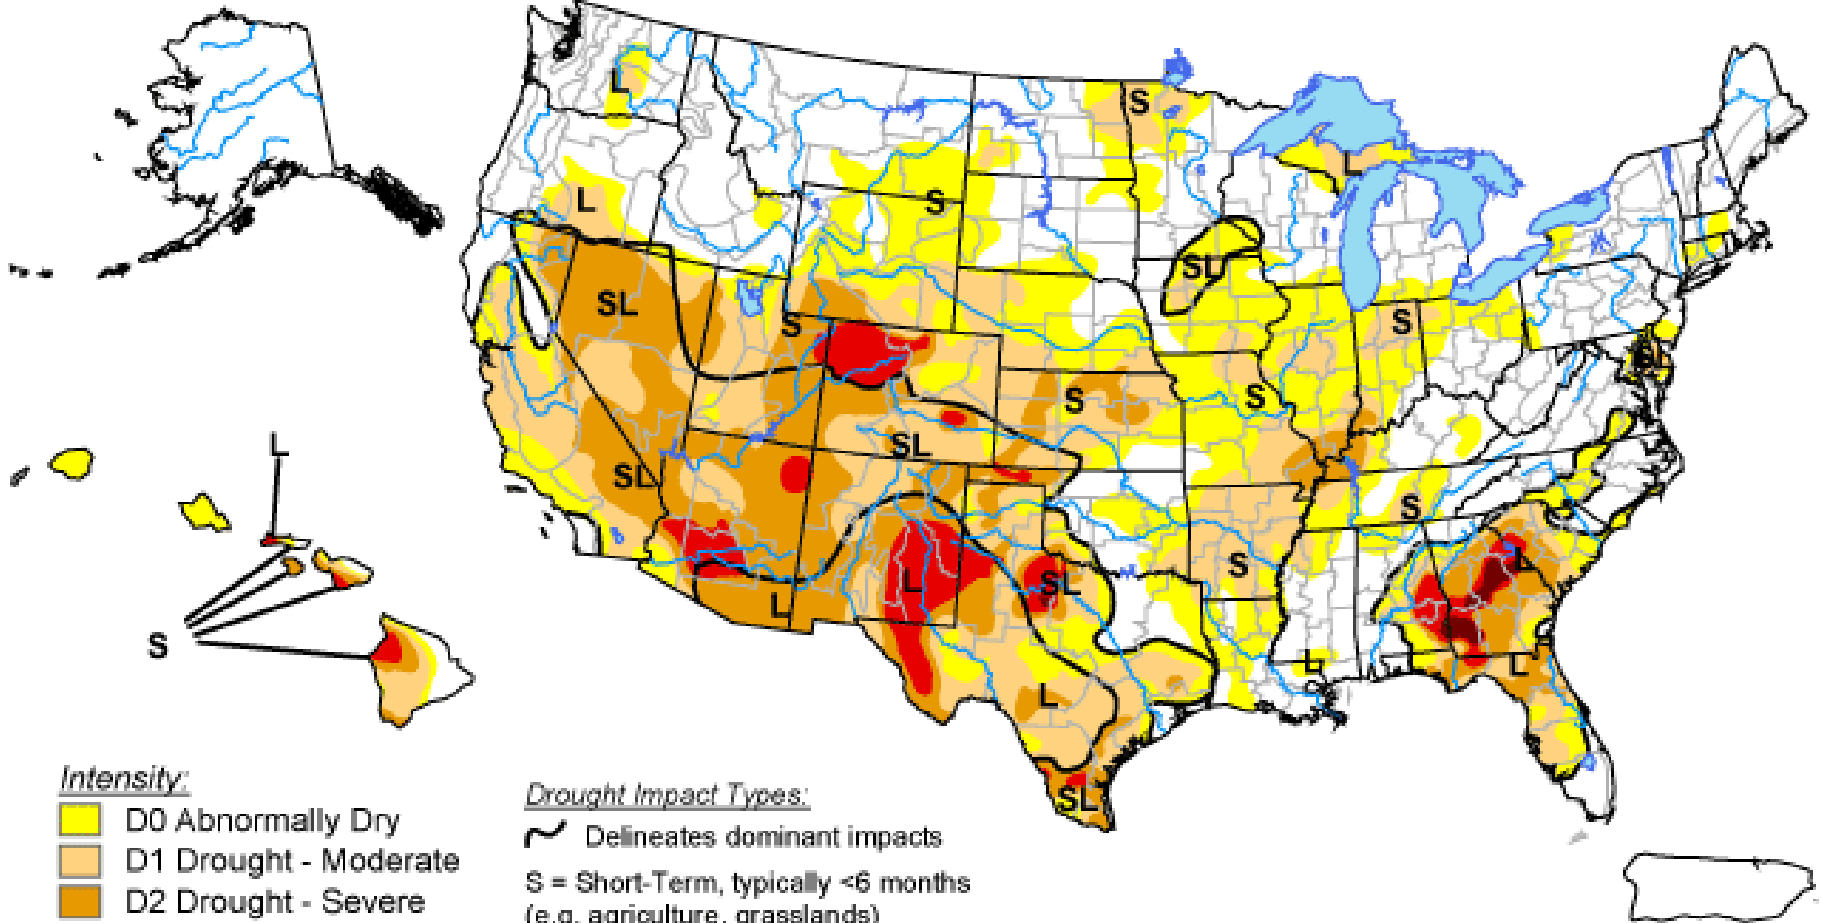 L
S
L
L
S
SL
SL
S
S
S
S
SL
SL
S
S
L
SL
L
L
S
L
L
L
SL
L
S
Intensity:
D0 Abnormally Dry
D1 Drought - Moderate
D2 Drought - Severe
Drought Impact Types:
Delineates dominant impacts
S = Short-Term, typically <6 months
(e.g. agriculture, grasslands)